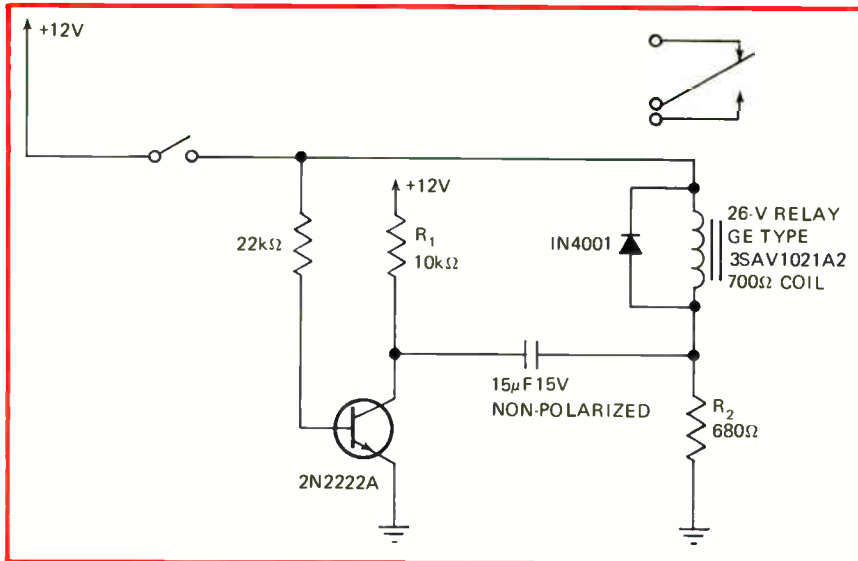 +12V
+12V
22kΩ
R1
10kΩ
IN4001
26-V RELAY
GE TYPE
3SAV1021A2
700Ω COIL
15μF 15V
NON-POLARIZED
R2
680Ω
2N2222A